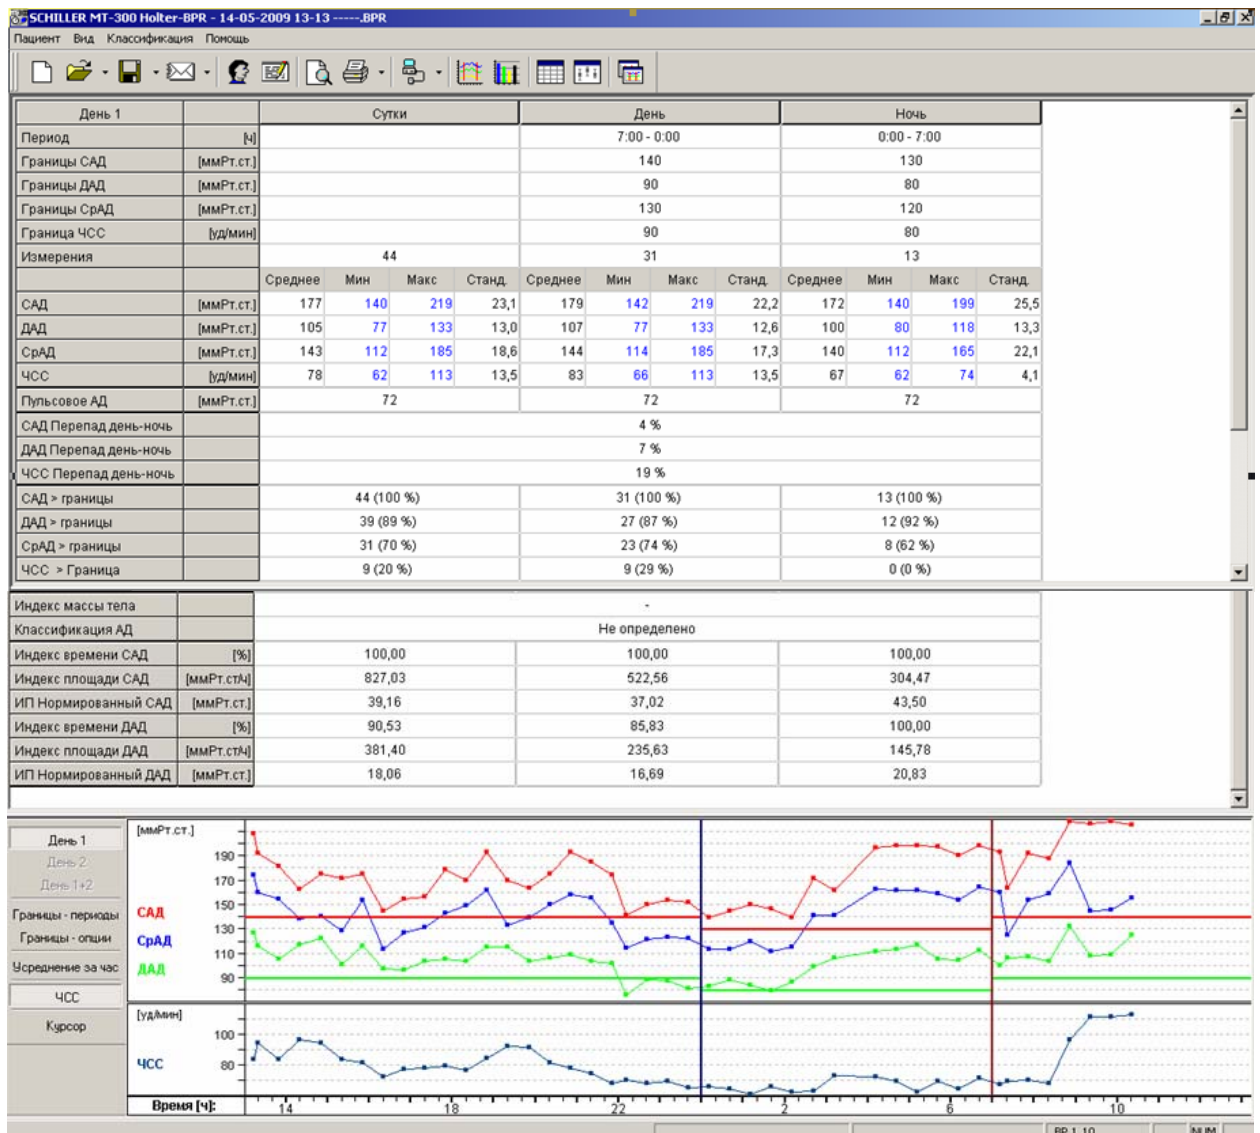 SCHILLER MT-300 Holter-BPR - 14-05-2009 13-13 -----.BPR
Пациент Вид Классификация Помощь
День 1 Сутки День Ночь
Период [ч] 7:00 - 0:00 0:00 - 7:00
Границы САД [ммРт.ст.] 140 130
Границы ДАД [ммРт.ст.] 90 80
Границы СрАД [ммРт.ст.] 130 120
Граница ЧСС [уд/мин] 90 80
Измерения 44 31 13
Среднее Мин Макс Станд. Среднее Мин Макс Станд. Среднее Мин Макс Станд.
САД [ммРт.ст.] 177 140 219 23,1 179 142 219 22,2 172 140 199 25,5
ДАД [ммРт.ст.] 105 77 133 13,0 107 77 133 12,6 100 80 118 13,3
СрАД [ммРт.ст.] 143 112 185 18,6 144 114 185 17,3 140 112 165 22,1
ЧСС [уд/мин] 78 62 113 13,5 83 66 113 13,5 67 62 74 4,1
Пульсовое АД [ммРт.ст.] 72 72 72
САД Перепад день-ночь 4 %
ДАД Перепад день-ночь 7 %
ЧСС Перепад день-ночь 19 %
САД > границы 44 (100 %) 31 (100 %) 13 (100 %)
ДАД > границы 39 (89 %) 27 (87 %) 12 (92 %)
СрАД > границы 31 (70 %) 23 (74 %) 8 (62 %)
ЧСС > Граница 9 (20 %) 9 (29 %) 0 (0 %)
Индекс массы тела -
Классификация АД Не определено
Индекс времени САД [%] 100,00 100,00 100,00
Индекс площади САД [ммРт.ст/ч] 827,03 522,56 304,47
ИП Нормированный САД [ммРт.ст.] 39,16 37,02 43,50
Индекс времени ДАД [%] 90,53 85,83 100,00
Индекс площади ДАД [ммРт.ст/ч] 381,40 235,63 145,78
ИП Нормированный ДАД [ммРт.ст.] 18,06 16,69 20,83
День 1
День 2
День 1+2
Границы - периоды
Границы - опции
Усреднение за час
ЧСС
Курсор
[ммРт.ст.]
190
170
150
САД
130
СрАД
110
ДАД
90
[уд/мин]
100
ЧСС 80
Время [ч]: 14 18 22 2 6 10
BP 1.10 NUM